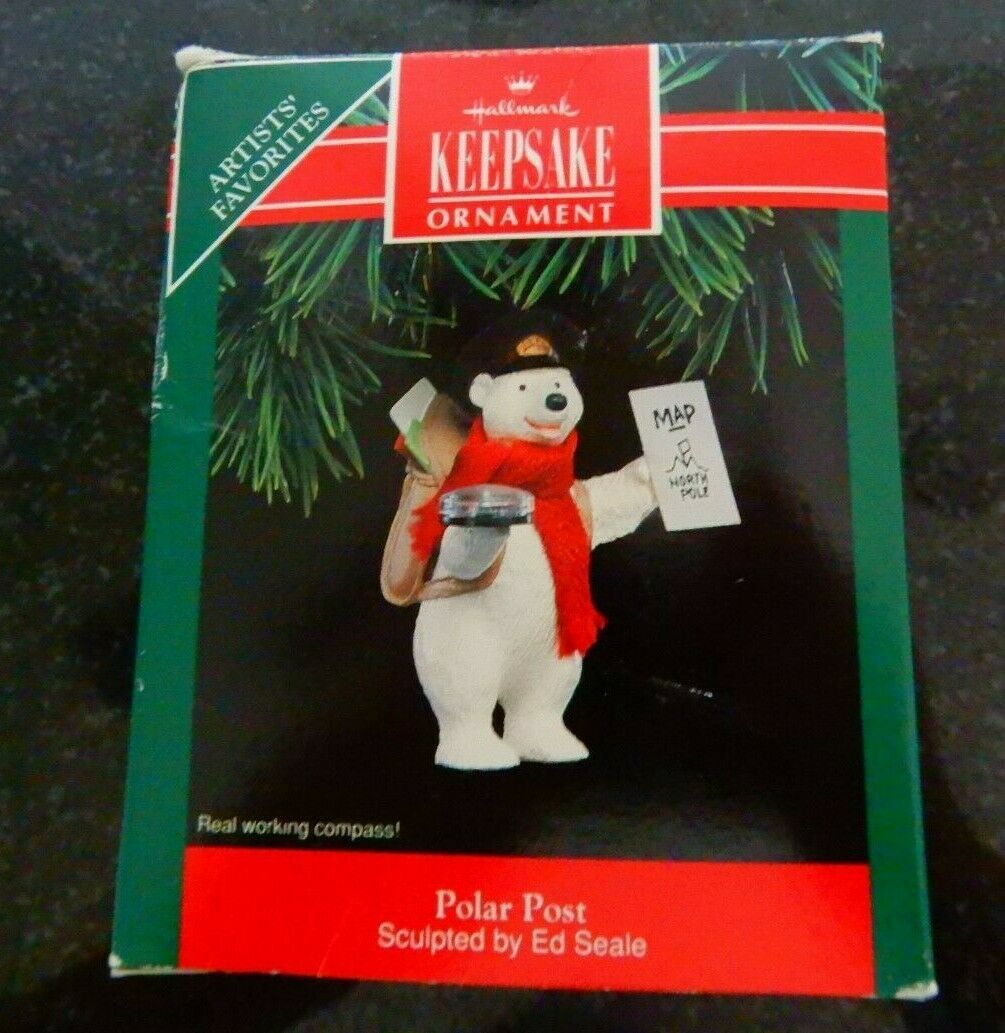 ARTISTS'
FAVORITES
Hallmark
KEEPSAKE
ORNAMENT
MAP
NORTH
POLE
Real working compass!
Polar Post
Sculpted by Ed Seale